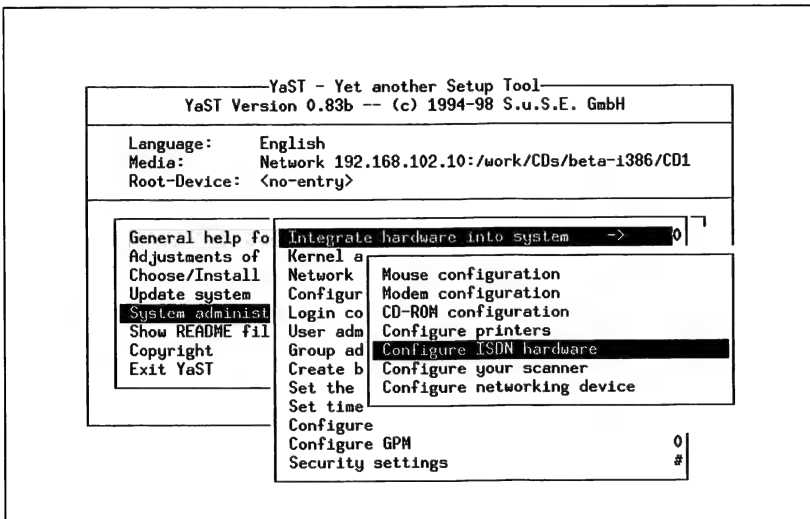 YaST - Yet another Setup Tool
YaST Version 0.83b -- (c) 1994-98 S.u.S.E. GmbH
Language: English
Media: Network 192.168.102.10:/work/CDs/beta-i386/CD1
Root-Device: <no-entry>
General help fo
Adjustments of
Choose/Install
Update system
System administ
Show README fil
Copyright
Exit YaST
Integrate hardware into system -> O
Kernel a
Network
Configur
Login co
User adm
Group ad
Create b
Set the
Set time
Configure
Configure GPM O
Security settings #
Mouse configuration
Modem configuration
CD-ROM configuration
Configure printers
Configure ISDN hardware
Configure your scanner
Configure networking device